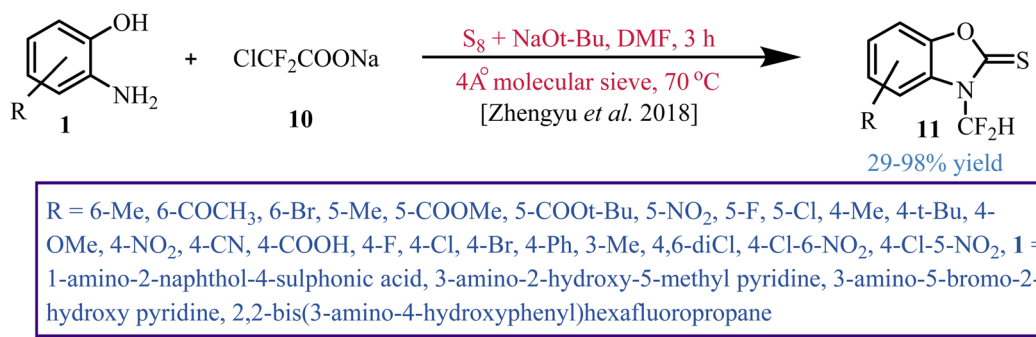 OH
NH₂
R
1
+
ClCF₂COONa
10
S₈ + NaOt-Bu, DMF, 3 h
4A° molecular sieve, 70 °C
[Zhengyu et al. 2018]
O
S
N
R
11
CF₂H
29-98% yield
R = 6-Me, 6-COCH₃, 6-Br, 5-Me, 5-COOMe, 5-COOt-Bu, 5-NO₂, 5-F, 5-Cl, 4-Me, 4-t-Bu, 4-
OMe, 4-NO₂, 4-CN, 4-COOH, 4-F, 4-Cl, 4-Br, 4-Ph, 3-Me, 4,6-diCl, 4-Cl-6-NO₂, 4-Cl-5-NO₂, 1 =
1-amino-2-naphthol-4-sulphonic acid, 3-amino-2-hydroxy-5-methyl pyridine, 3-amino-5-bromo-2-
hydroxy pyridine, 2,2-bis(3-amino-4-hydroxyphenyl)hexafluoropropane